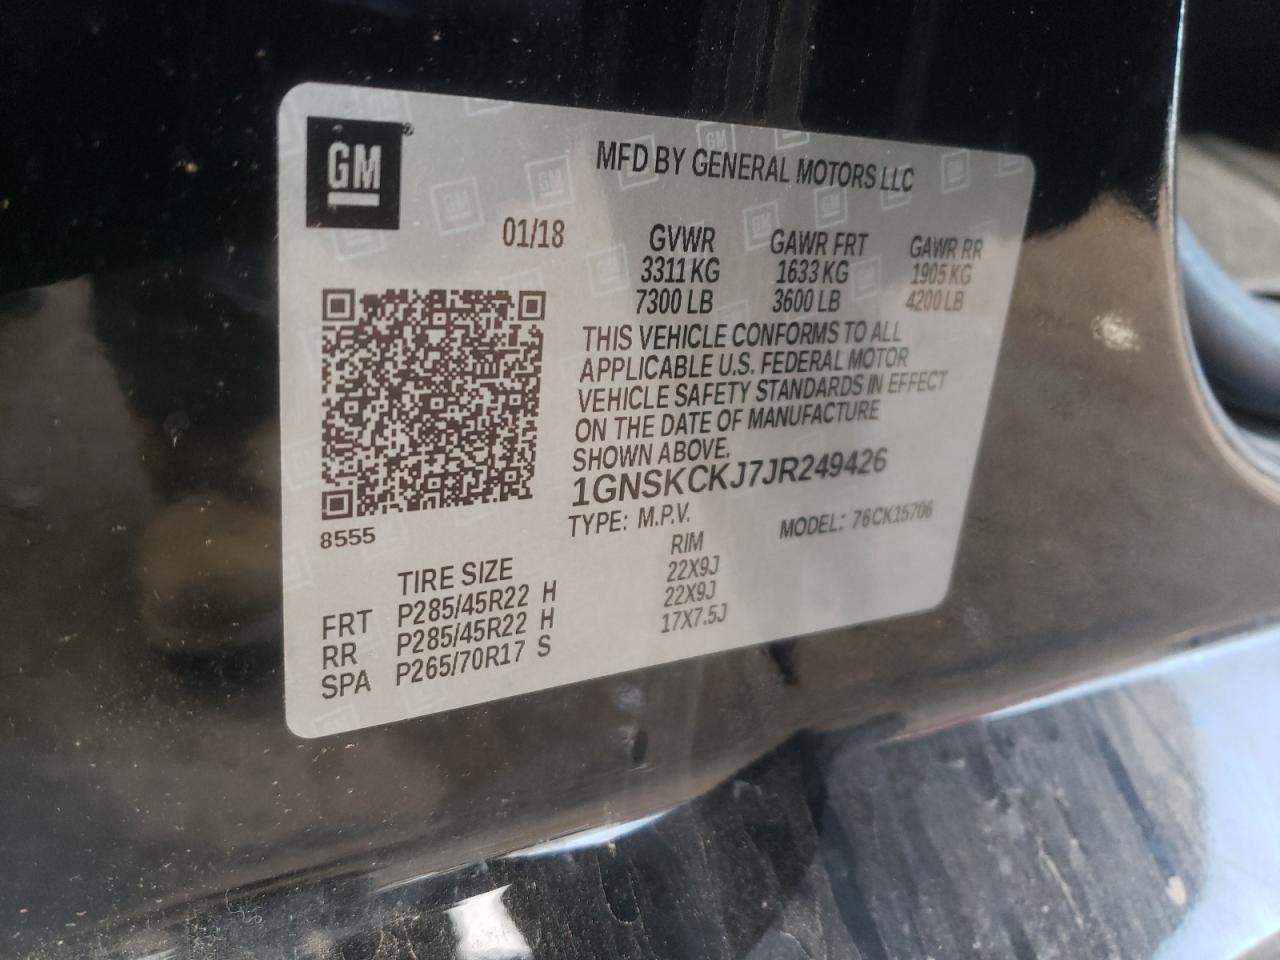 GM
MFD BY GENERAL MOTORS LLC
01/18
GVWR GAWR FRT GAWR RR
3311 KG 1633 KG 1905 KG
7300 LB 3600 LB 4200 LB
THIS VEHICLE CONFORMS TO ALL
APPLICABLE U.S. FEDERAL MOTOR
VEHICLE SAFETY STANDARDS IN EFFECT
ON THE DATE OF MANUFACTURE
SHOWN ABOVE.
1GNSKCKJ7JR249426
8555
TYPE: M.P.V. MODEL: 76CK15706
TIRE SIZE RIM
FRT P285/45R22 H 22X9J
RR P285/45R22 H 22X9J
SPA P265/70R17 S 17X7.5J